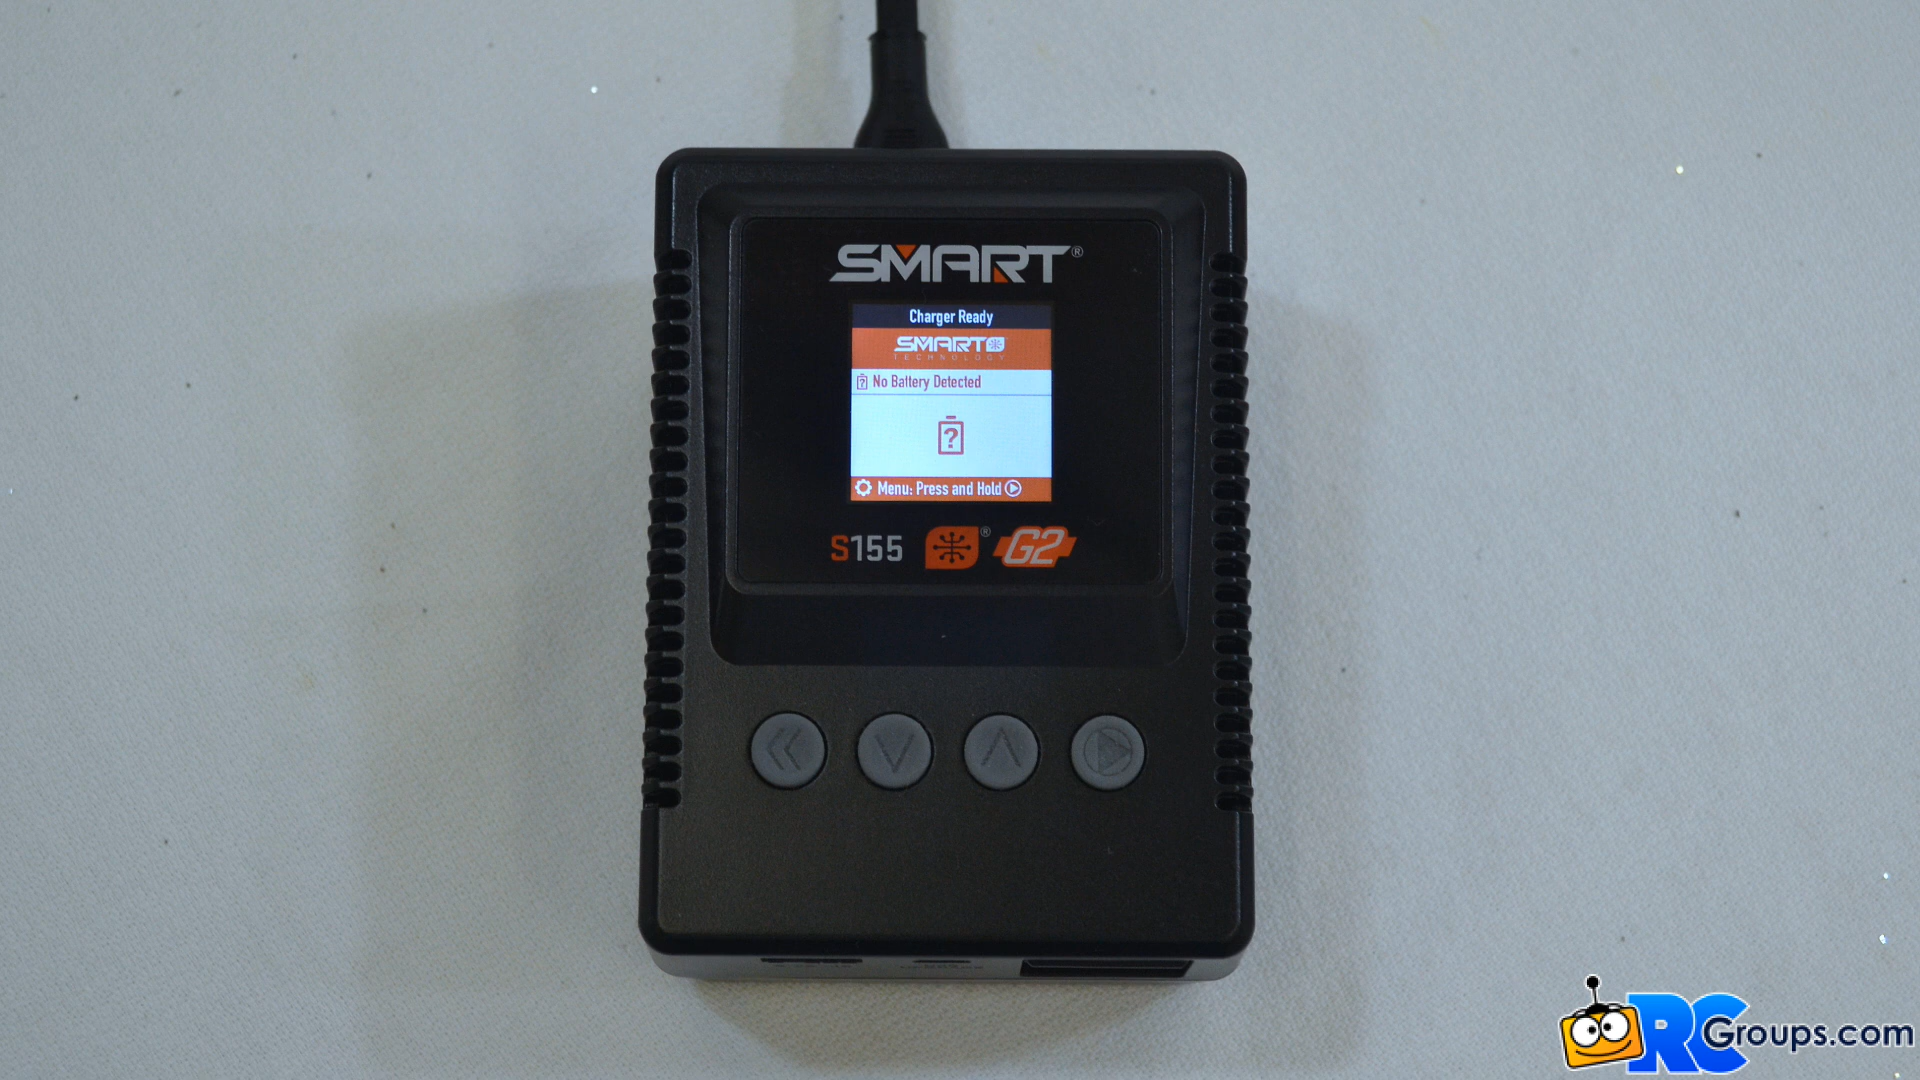 SMART®
Charger Ready
SMART
TECHNOLOGY
No Battery Detected
?
Menu: Press and Hold
S155 ® G2
RCGroups.com